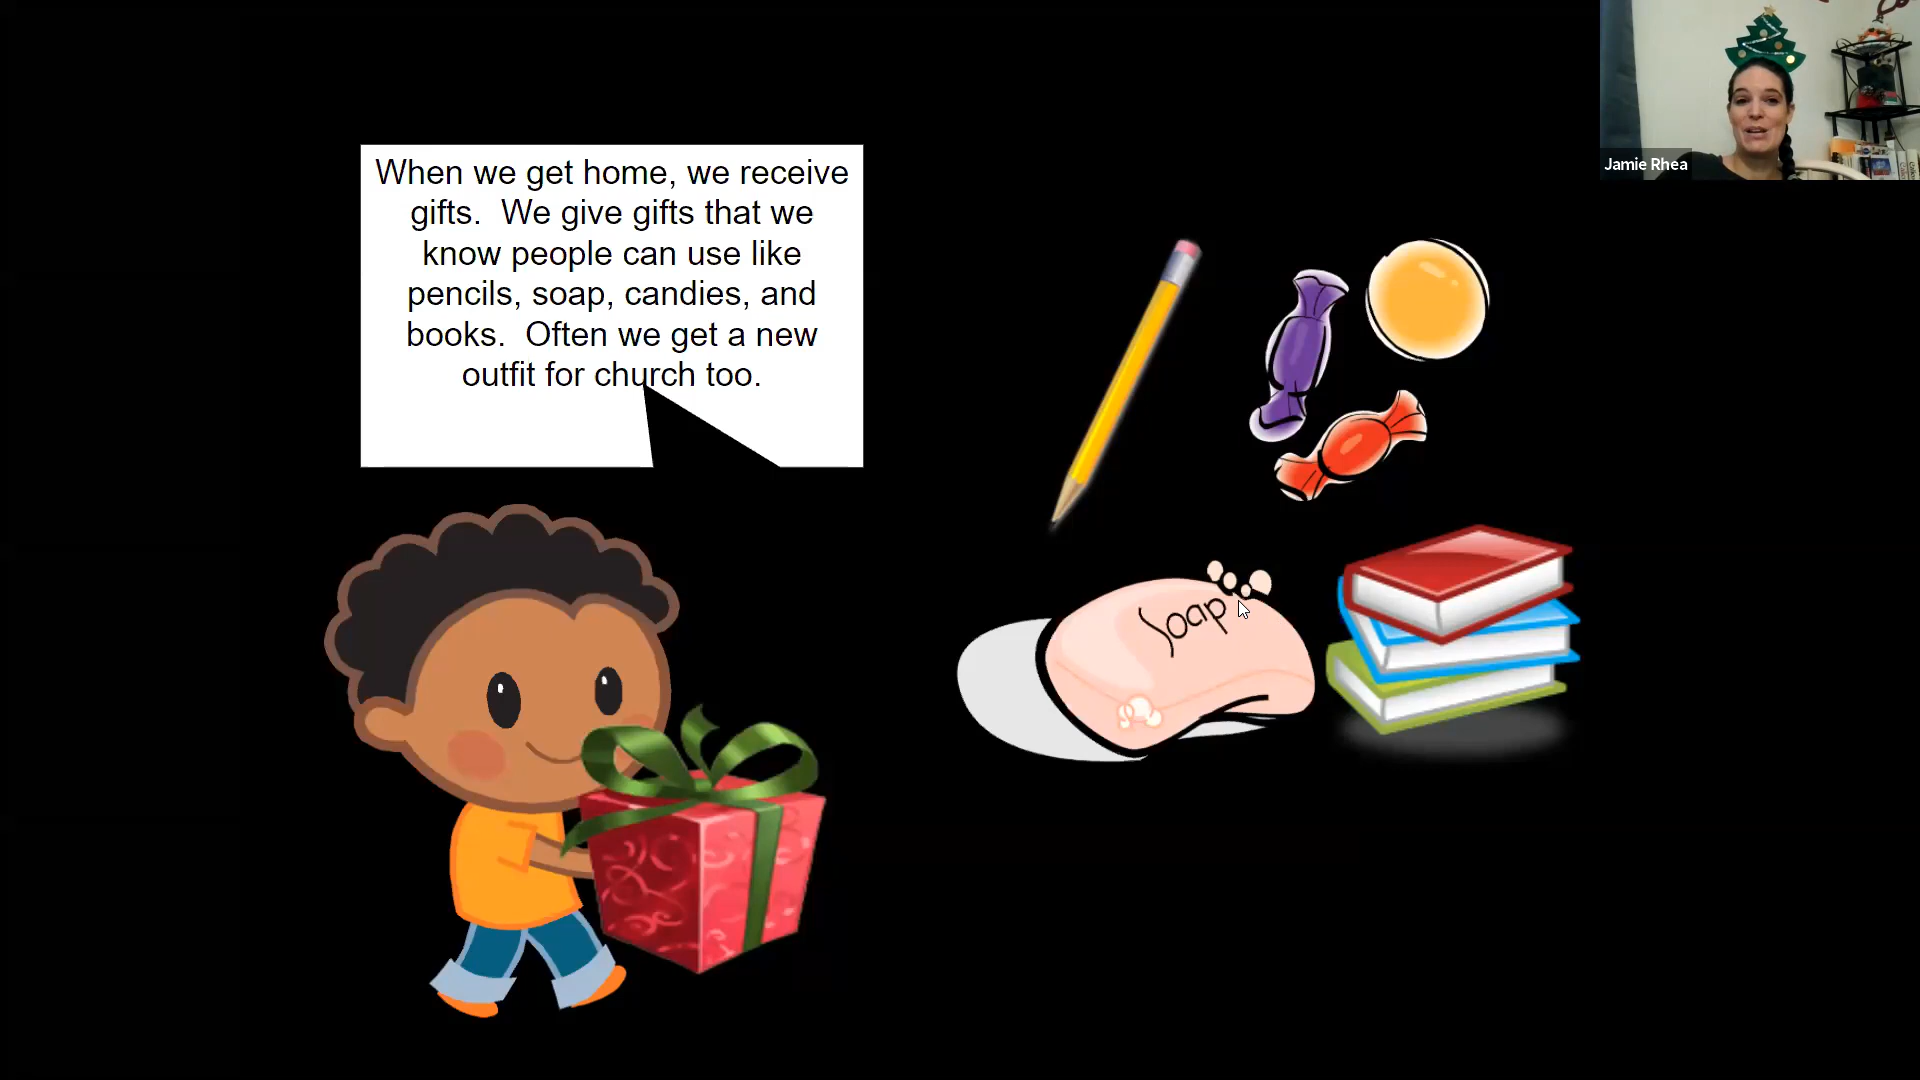 When we get home, we receive
gifts.  We give gifts that we
know people can use like
pencils, soap, candies, and
books.  Often we get a new
outfit for church too.
Soap
Jamie Rhea